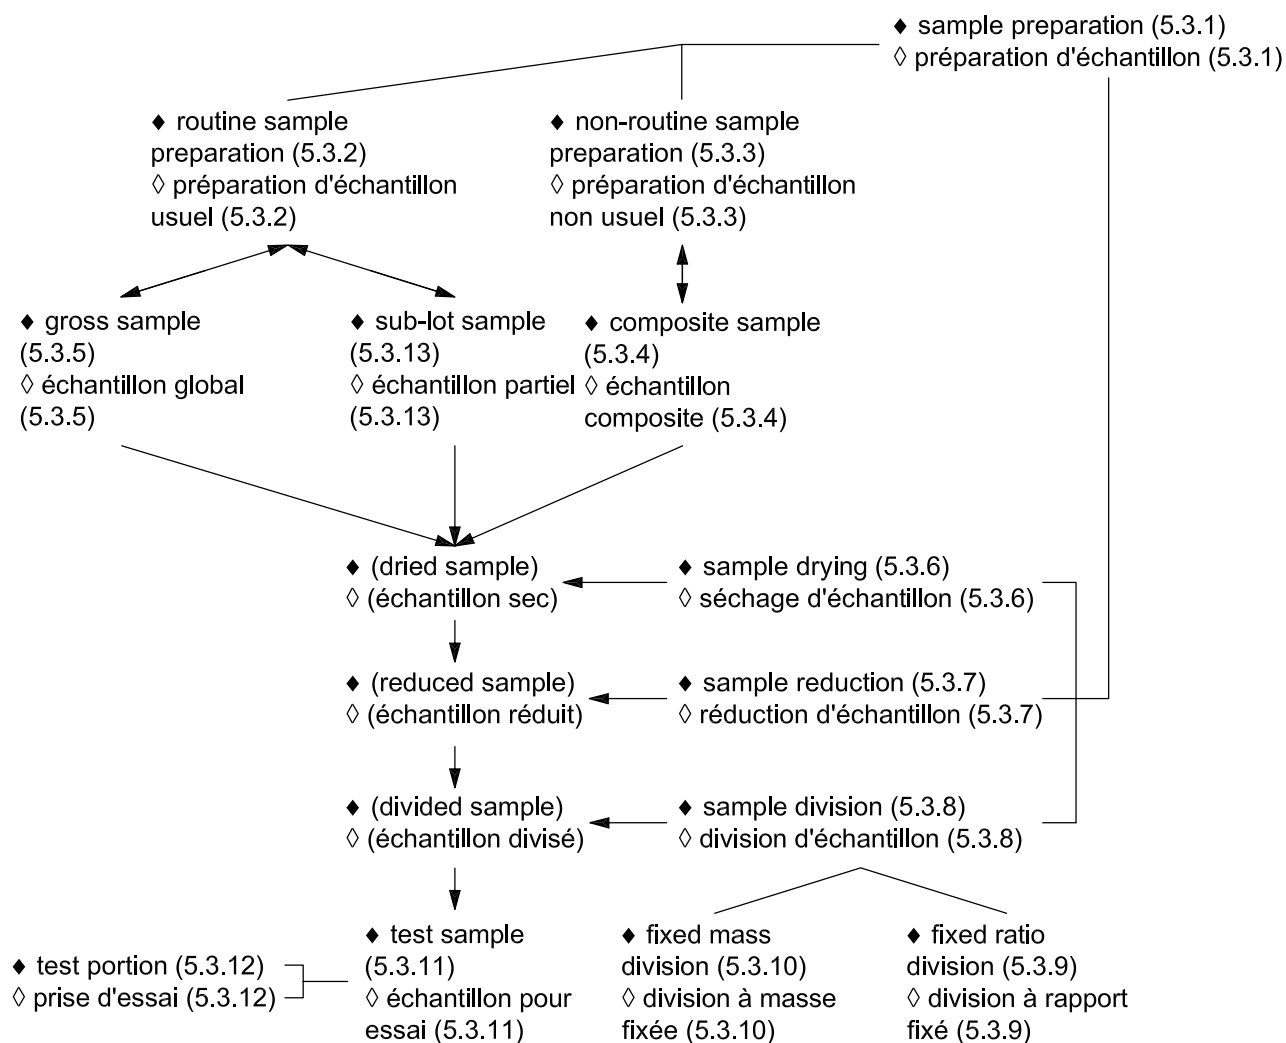 ♦ sample preparation (5.3.1)
◊ préparation d'échantillon (5.3.1)
♦ routine sample
preparation (5.3.2)
◊ préparation d'échantillon
usuel (5.3.2)
♦ non-routine sample
preparation (5.3.3)
◊ préparation d'échantillon
non usuel (5.3.3)
♦ gross sample
(5.3.5)
◊ échantillon global
(5.3.5)
♦ sub-lot sample
(5.3.13)
◊ échantillon partiel
(5.3.13)
♦ composite sample
(5.3.4)
◊ échantillon
composite (5.3.4)
♦ (dried sample)
◊ (échantillon sec)
♦ sample drying (5.3.6)
◊ séchage d'échantillon (5.3.6)
♦ (reduced sample)
◊ (échantillon réduit)
♦ sample reduction (5.3.7)
◊ réduction d'échantillon (5.3.7)
♦ (divided sample)
◊ (échantillon divisé)
♦ sample division (5.3.8)
◊ division d'échantillon (5.3.8)
♦ test portion (5.3.12)
◊ prise d'essai (5.3.12)
♦ test sample
(5.3.11)
◊ échantillon pour
essai (5.3.11)
♦ fixed mass
division (5.3.10)
◊ division à masse
fixée (5.3.10)
♦ fixed ratio
division (5.3.9)
◊ division à rapport
fixé (5.3.9)